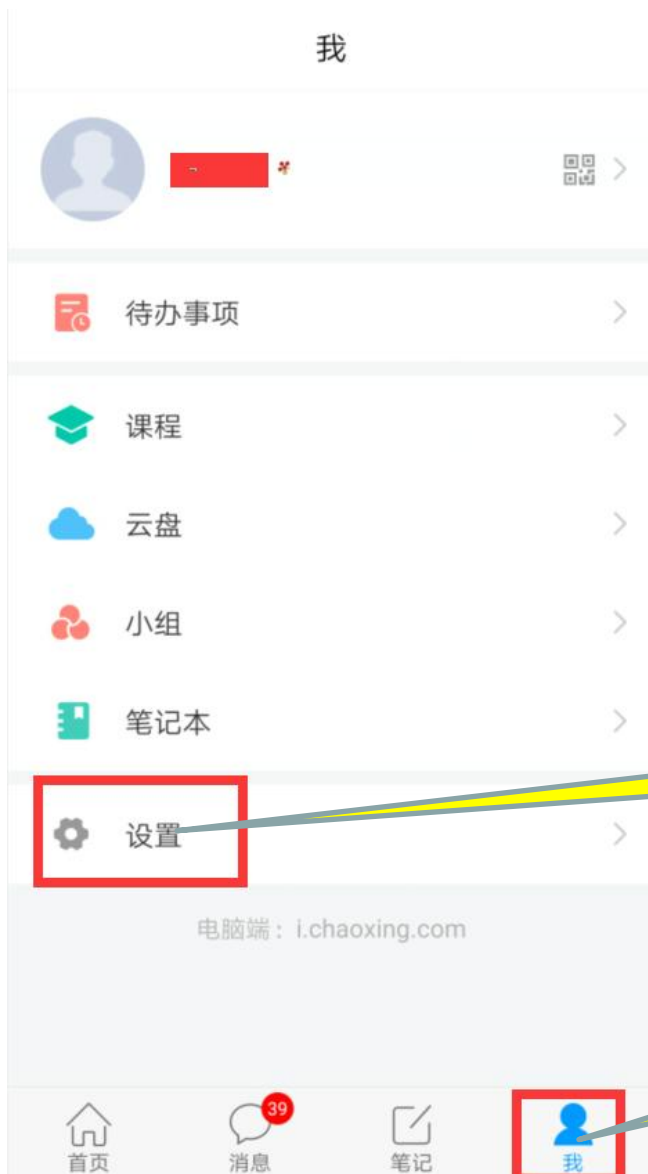 我
待办事项
课程
云盘
小组
笔记本
设置
电脑端：i.chaoxing.com
39
首页
消息
笔记
我